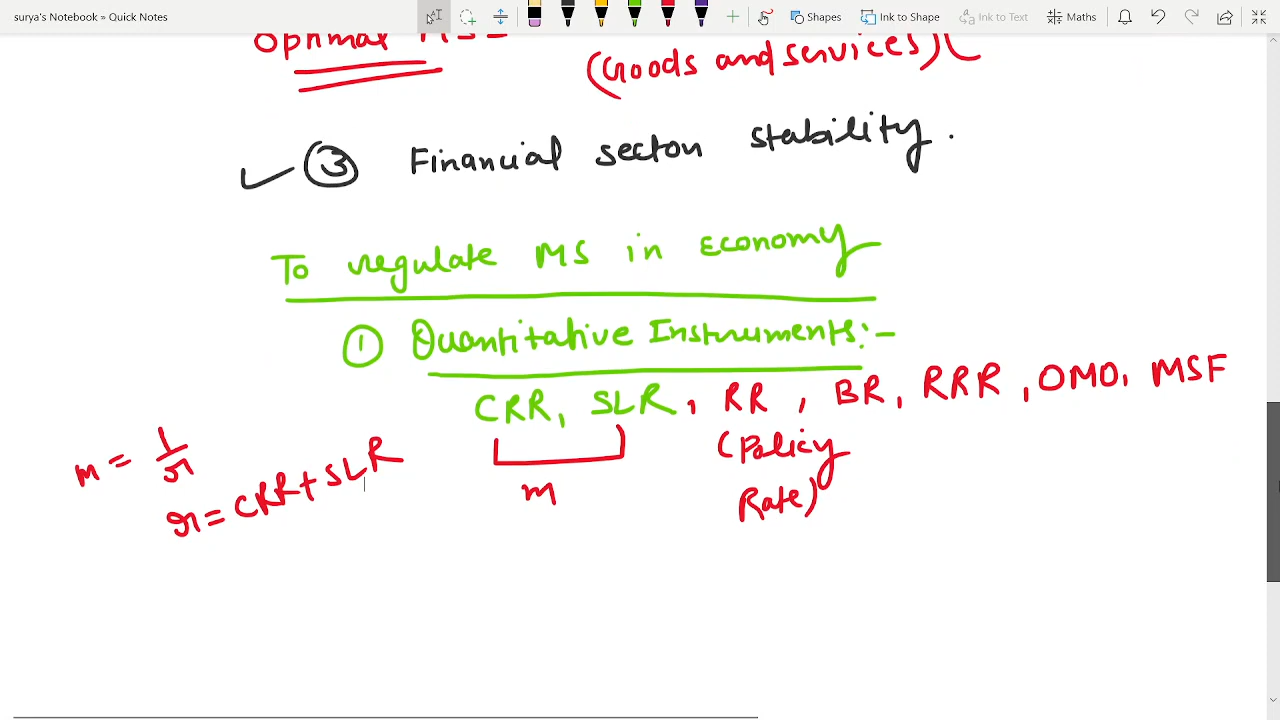 surya's Notebook » Quick Notes
Shapes Ink to Shape Ink to Text Maths
Optimal MS
(Goods and services) (
③ Financial sector stability.
To regulate MS in Economy
① Quantitative Instruments:-
CRR, SLR, RR, BR, RRR, OMO, MSF
m = 1/r
r = CRR + SLR
m
(Policy
Rate)